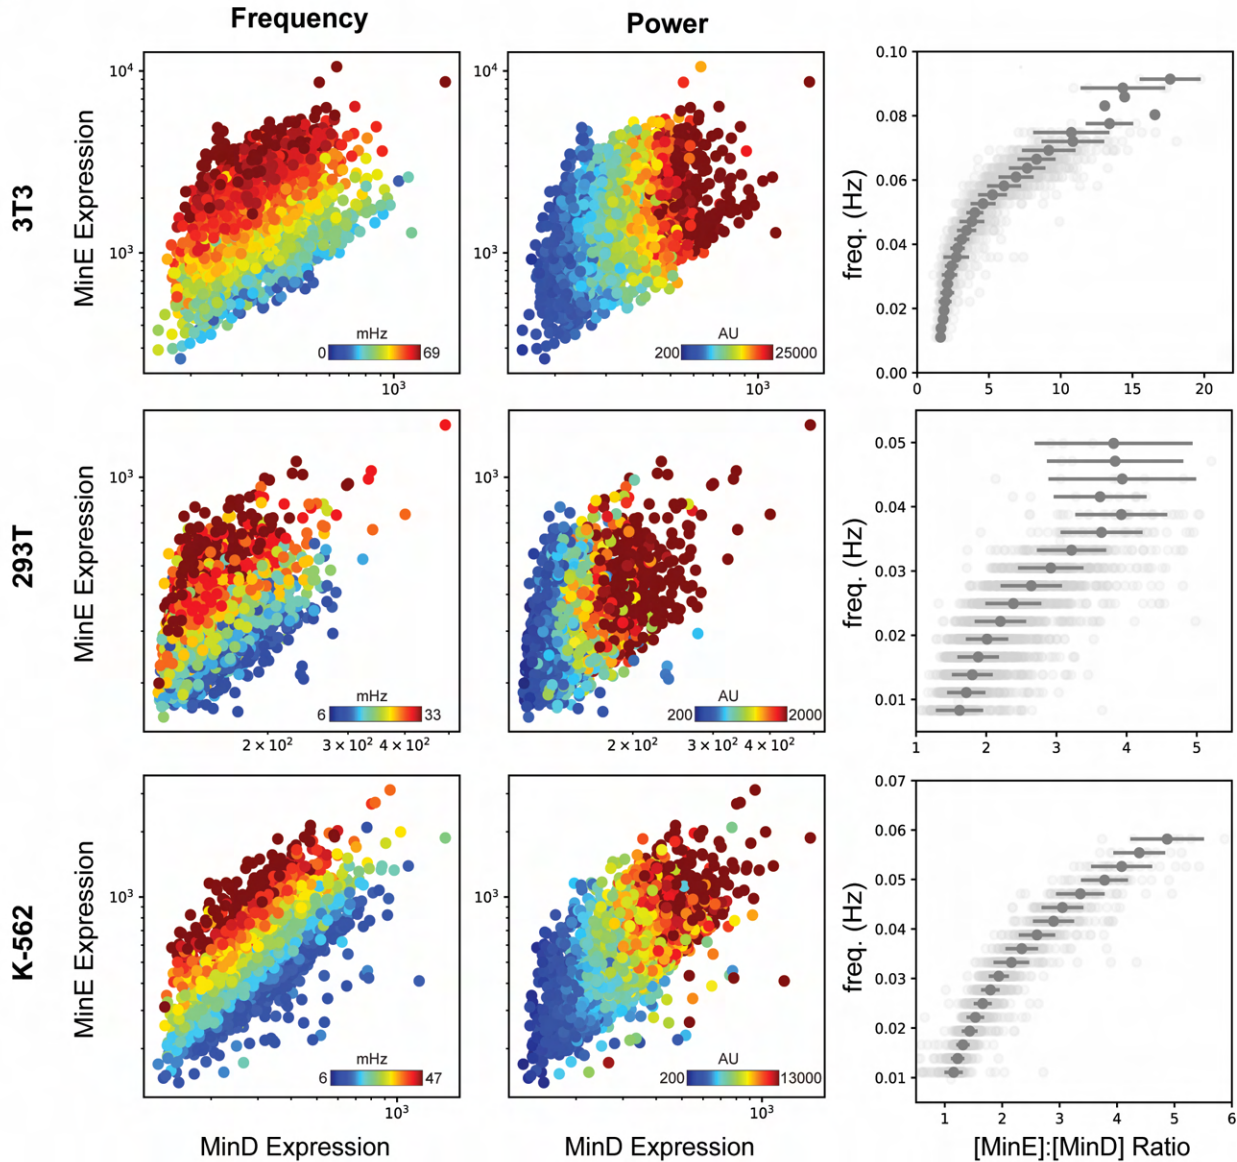 Frequency
Power
3T3
MinE Expression
10⁴
10³
mHz
0 69
10³
AU
200 25000
10³
freq. (Hz)
0.10
0.08
0.06
0.04
0.02
0.00
0 5 10 15 20
293T
MinE Expression
10³
mHz
6 33
2 × 10² 3 × 10² 4 × 10²
10³
AU
200 2000
2 × 10² 3 × 10² 4 × 10²
freq. (Hz)
0.05
0.04
0.03
0.02
0.01
1 2 3 4 5
K-562
MinE Expression
10³
mHz
6 47
10³
MinD Expression
10³
AU
200 13000
10³
MinD Expression
freq. (Hz)
0.07
0.06
0.05
0.04
0.03
0.02
0.01
1 2 3 4 5 6
[MinE]:[MinD] Ratio